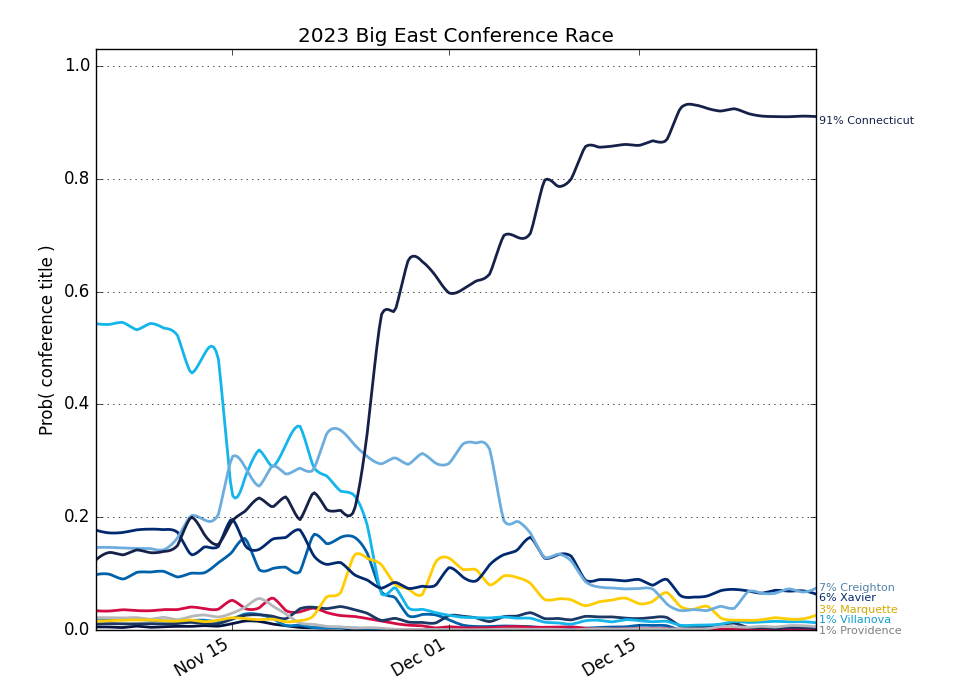 2023 Big East Conference Race
Prob( conference title )
1.0
0.8
0.6
0.4
0.2
0.0
Nov 15
Dec 01
Dec 15
91% Connecticut
7% Creighton
6% Xavier
3% Marquette
1% Villanova
1% Providence